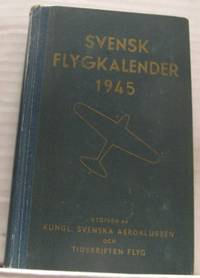 SVENSK
FLYGKALENDER
1945
UTGIVEN AV
KUNGL. SVENSKA AEROKLUBBEN
OCH
TIDSKRIFTEN FLYG